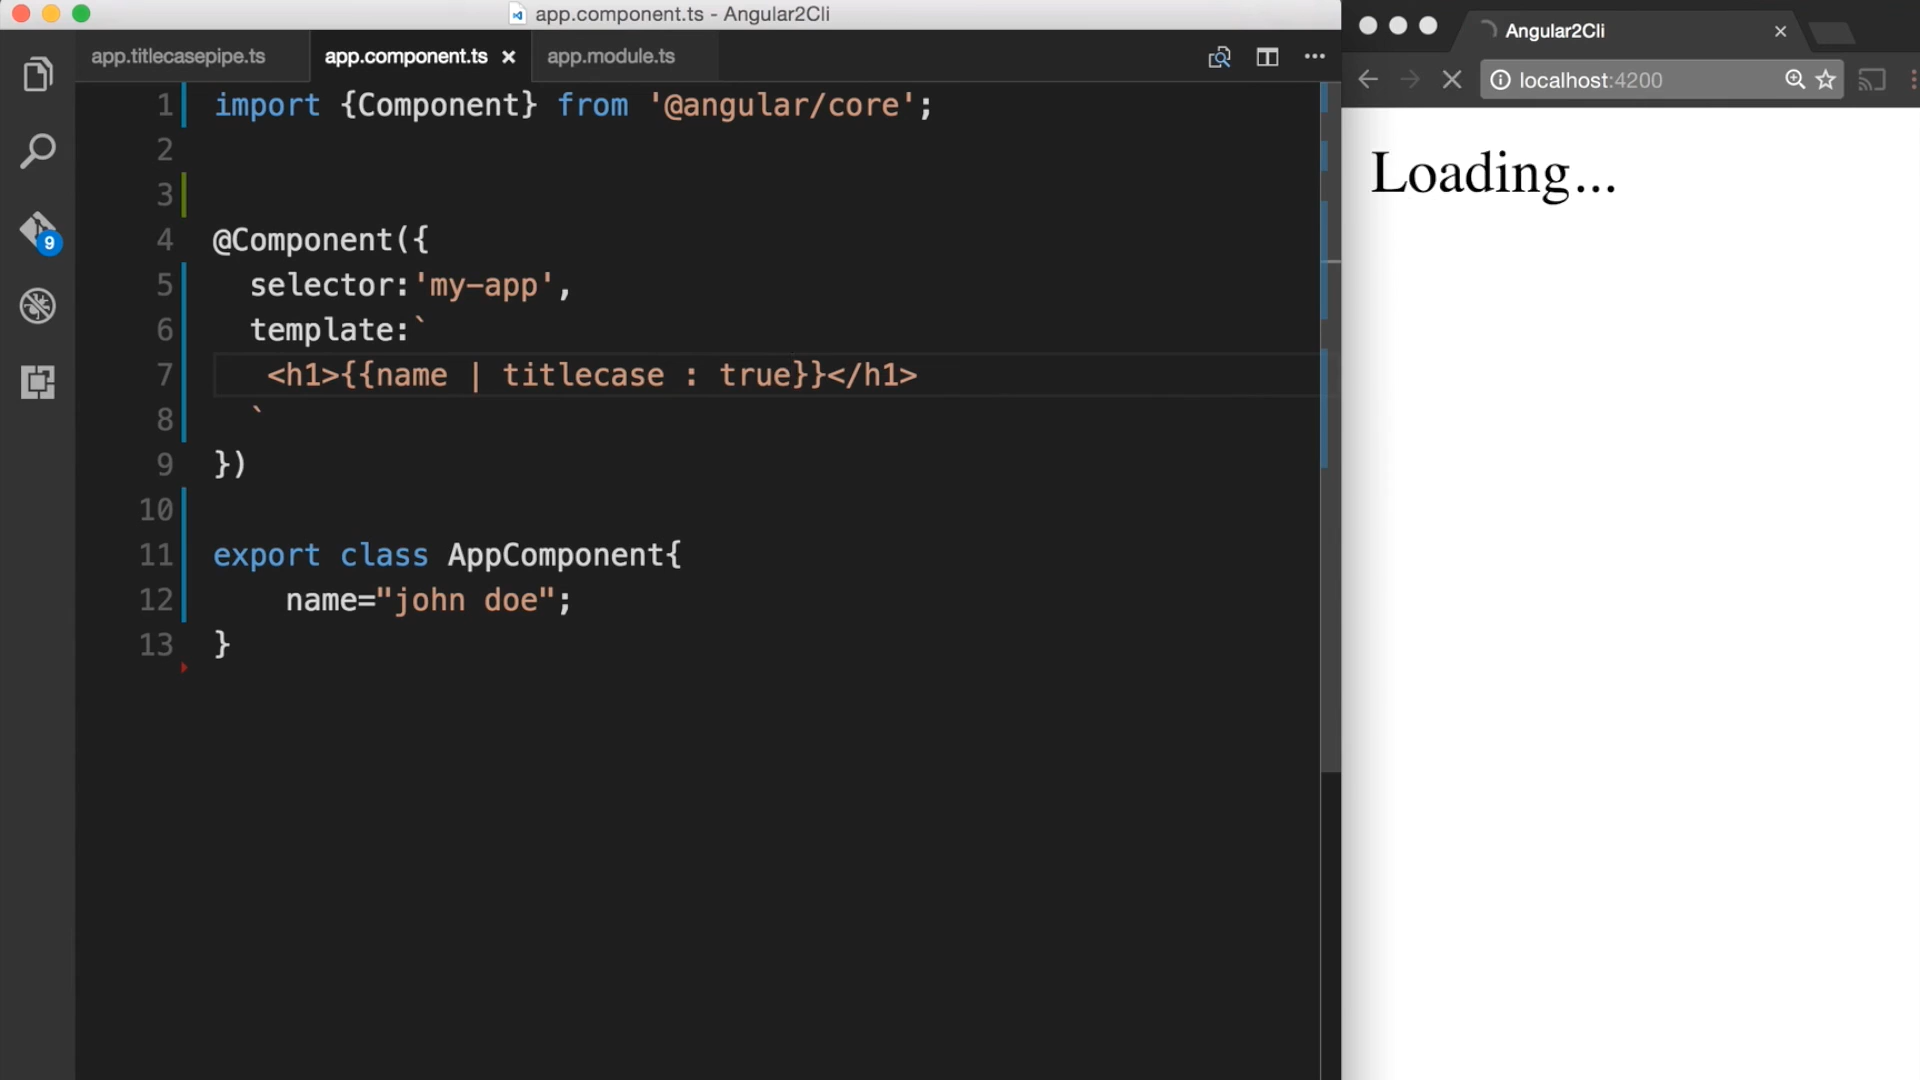 app.component.ts - Angular2Cli
app.titlecasepipe.ts
app.component.ts
app.module.ts
1 import {Component} from '@angular/core';
2
3
4 @Component({
5 selector:'my-app',
6 template:`
7 <h1>{{name | titlecase : true}}</h1>
8 `
9 })
10
11 export class AppComponent{
12 name="john doe";
13 }
9
Angular2Cli
localhost:4200
Loading...